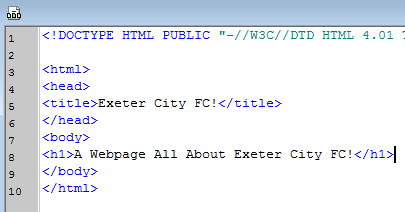 1 <!DOCTYPE HTML PUBLIC "-//W3C//DTD HTML 4.01
2
3 <html>
4 <head>
5 <title>Exeter City FC!</title>
6 </head>
7 <body>
8 <h1>A Webpage All About Exeter City FC!</h1>
9 </body>
10 </html>